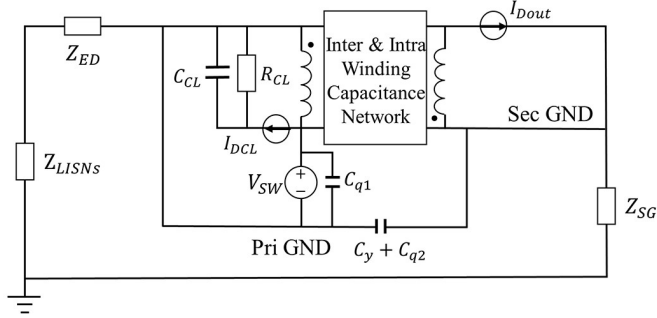 I_Dout
Z_ED
Inter & Intra
Winding
Capacitance
Network
C_CL
R_CL
Sec GND
I_DCL
Z_LISNs
V_SW
+
−
C_q1
Z_SG
Pri GND
C_y + C_q2